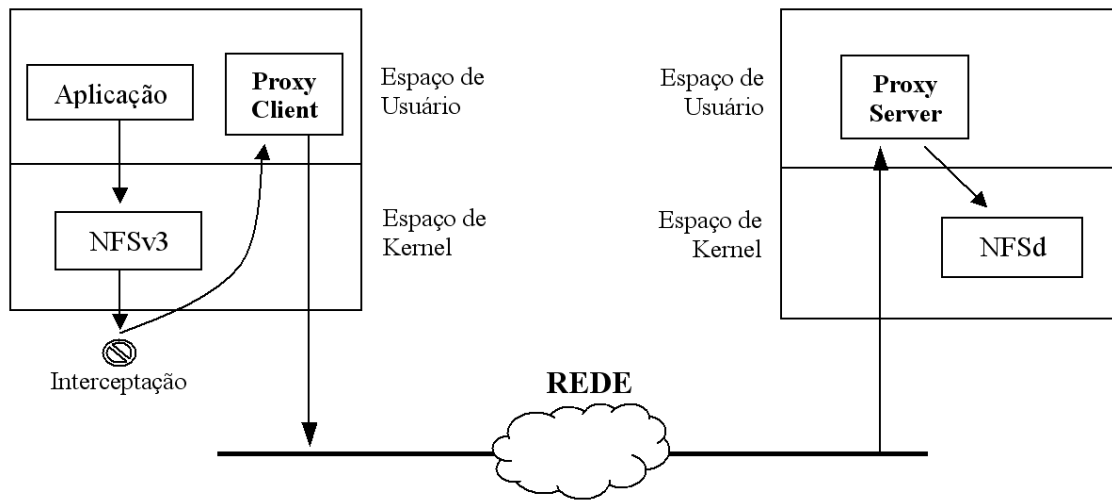 Aplicação
Proxy
Client
Espaço de
Usuário
NFSv3
Espaço de
Kernel
Interceptação
REDE
Espaço de
Usuário
Proxy
Server
Espaço de
Kernel
NFSd